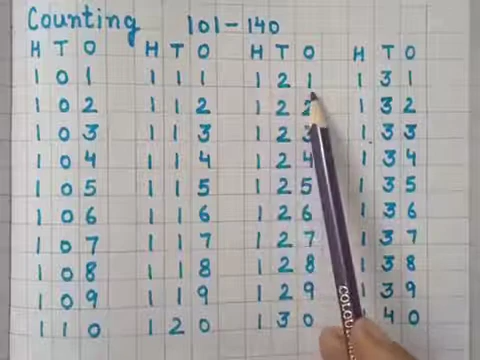 Counting 101-140
H T O H T O H T O H T O
1 0 1 1 1 1 1 2 1 1 3 1
1 0 2 1 1 2 1 2 2 1 3 2
1 0 3 1 1 3 1 2 3 1 3 3
1 0 4 1 1 4 1 2 4 1 3 4
1 0 5 1 1 5 1 2 5 1 3 5
1 0 6 1 1 6 1 2 6 1 3 6
1 0 7 1 1 7 1 2 7 1 3 7
1 0 8 1 1 8 1 2 8 1 3 8
1 0 9 1 1 9 1 2 9 1 3 9
1 1 0 1 2 0 1 3 0 1 4 0